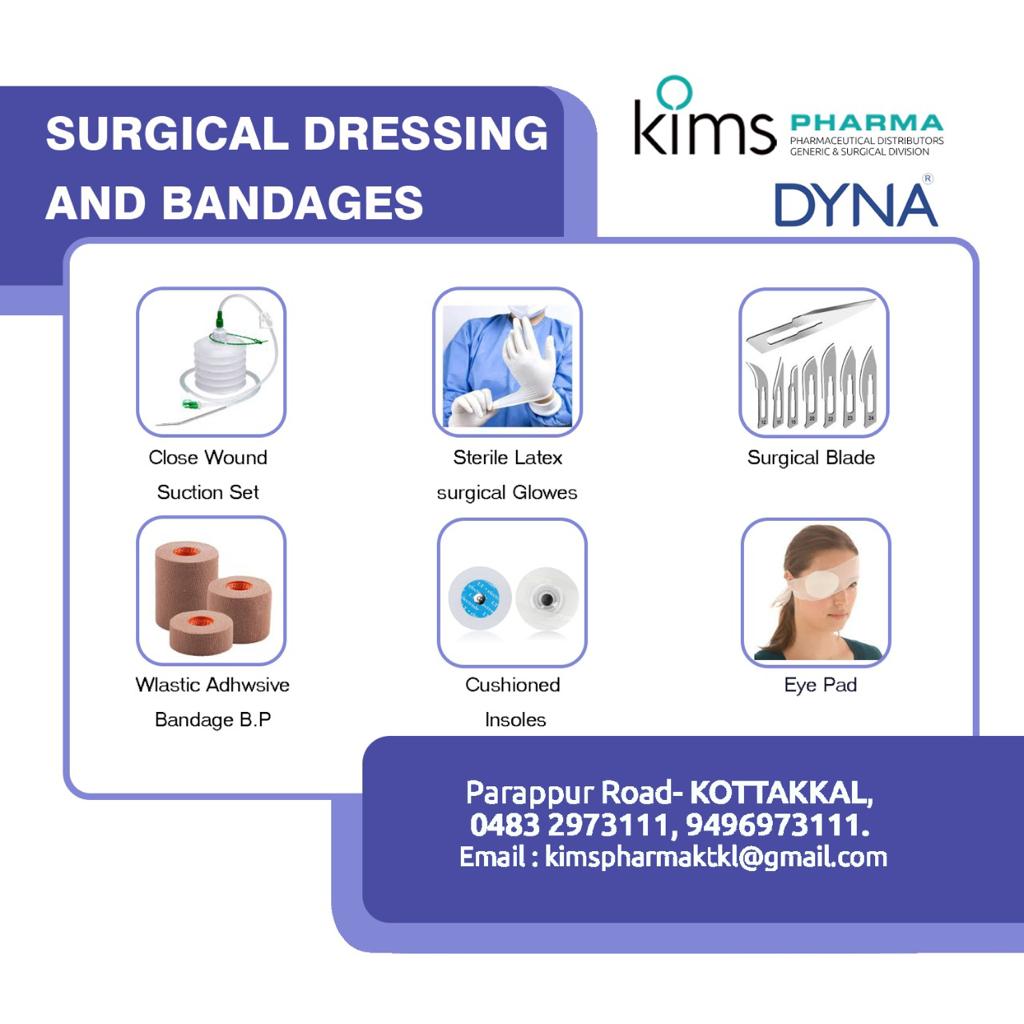 SURGICAL DRESSING
AND BANDAGES
kims PHARMA
PHARMACEUTICAL DISTRIBUTORS
GENERIC & SURGICAL DIVISION
DYNA®
Close Wound
Suction Set
Sterile Latex
surgical Glowes
Surgical Blade
Wlastic Adhwsive
Bandage B.P
Cushioned
Insoles
Eye Pad
Parappur Road- KOTTAKKAL,
0483 2973111, 9496973111.
Email : kimspharmaktkl@gmail.com